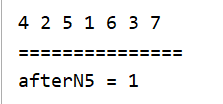 4 2 5 1 6 3 7
===============
afterN5 = 1